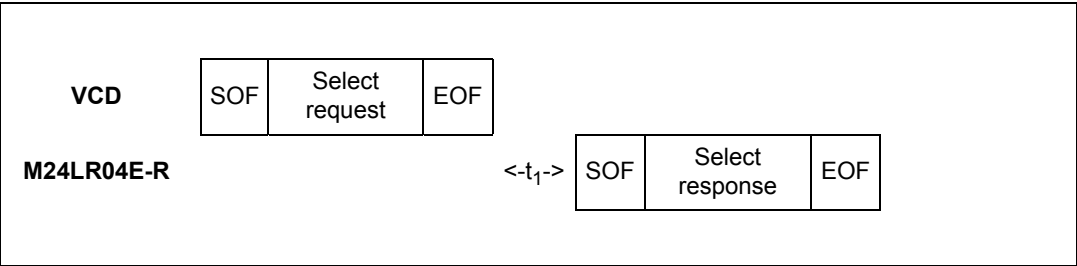 VCD SOF Select request EOF
M24LR04E-R <-t1-> SOF Select response EOF